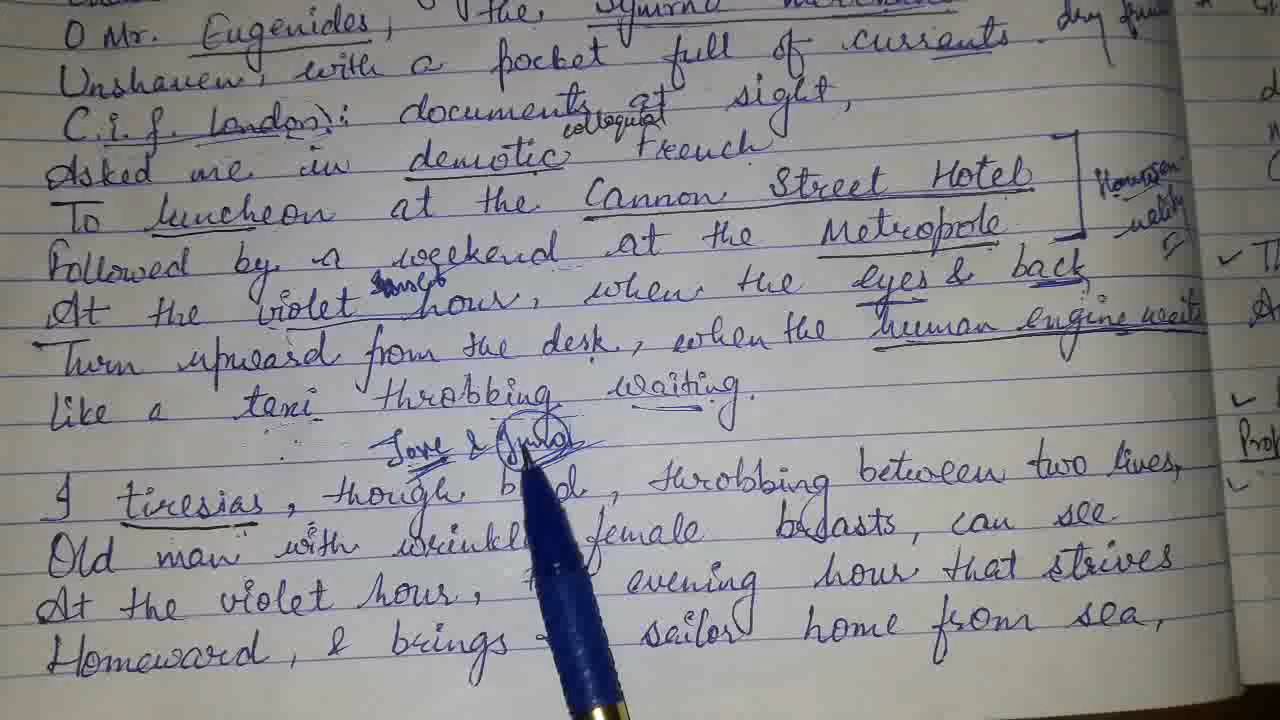 O Mr. Eugenides, the Smyrna
Unshaven, with a pocket full of currants. dry
C.i.f. London): documents at sight,
colloquial
Asked me in demotic French
To luncheon at the Cannon Street Hotel
Followed by a weekend at the Metropole
sunset
At the violet hour, when the eyes & back
Turn upward from the desk, when the human engine waits
Like a taxi throbbing waiting.
Jove &
I tiresias, though b d, throbbing between two lives,
Old man with wrinkl female breasts, can see
At the violet hour, evening hour that strives
Homeward, & brings sailor home from sea,